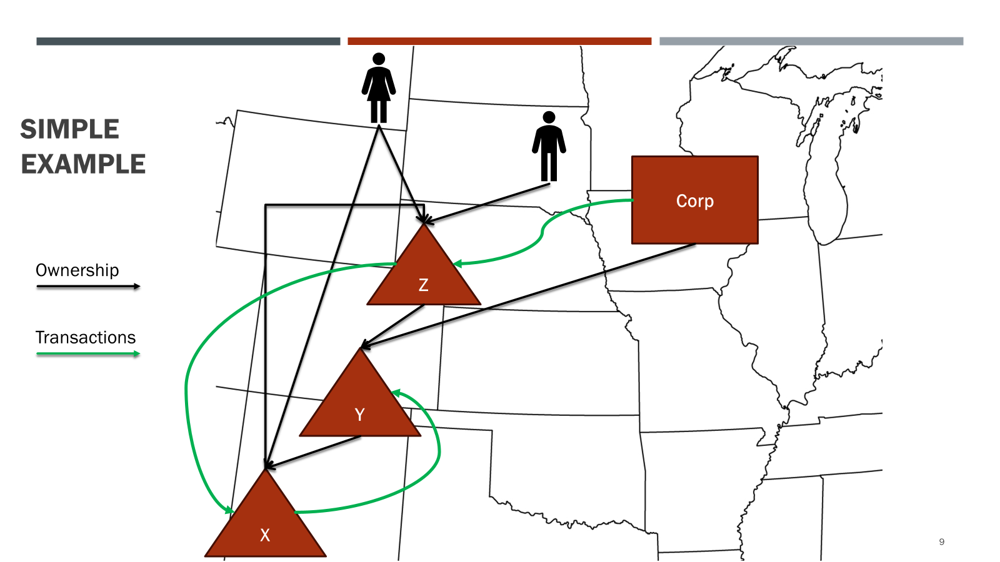 SIMPLE
EXAMPLE
Corp
Ownership
Z
Transactions
Y
X
9